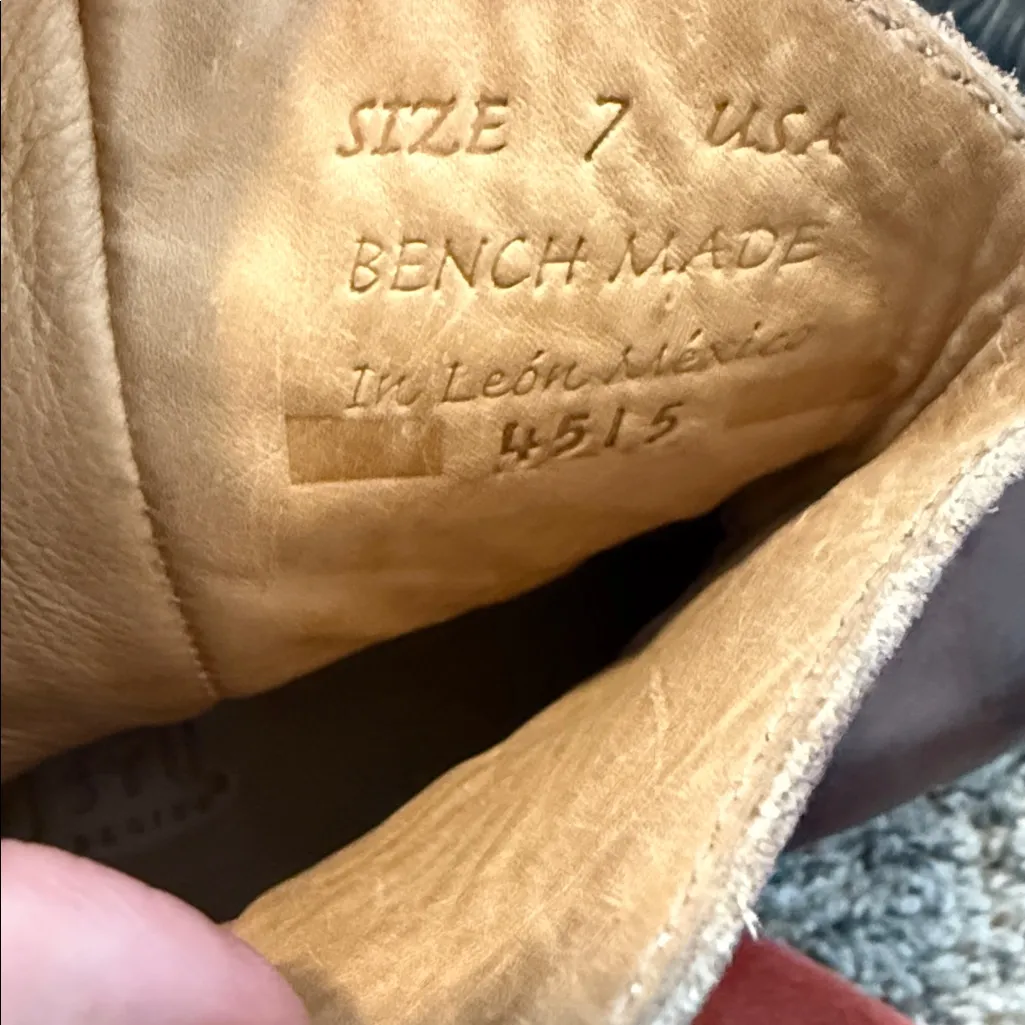 SIZE 7 USA
BENCH MADE
In León México
4515